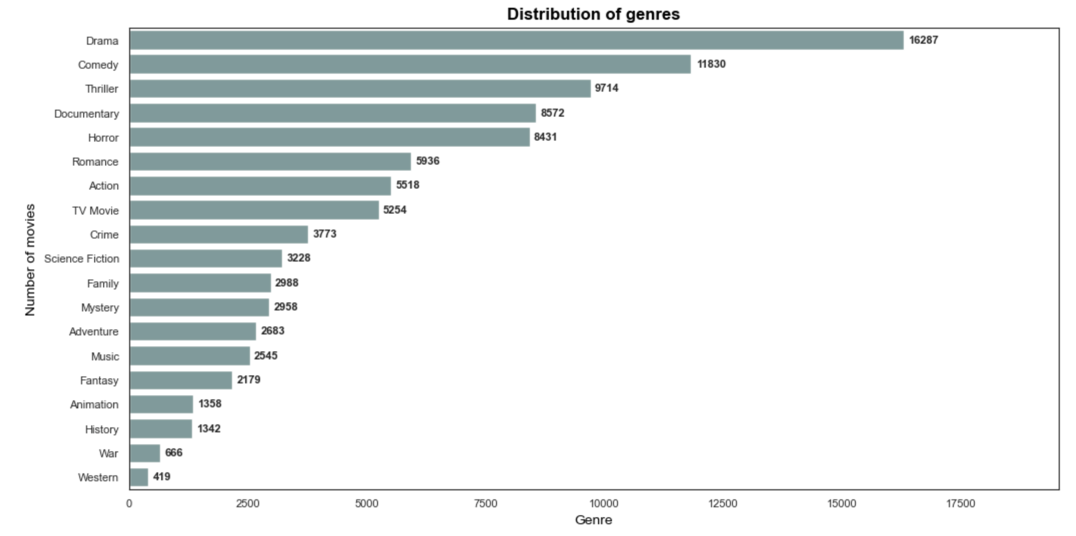 Distribution of genres
Number of movies
Drama 16287
Comedy 11830
Thriller 9714
Documentary 8572
Horror 8431
Romance 5936
Action 5518
TV Movie 5254
Crime 3773
Science Fiction 3228
Family 2988
Mystery 2958
Adventure 2683
Music 2545
Fantasy 2179
Animation 1358
History 1342
War 666
Western 419
0 2500 5000 7500 10000 12500 15000 17500
Genre